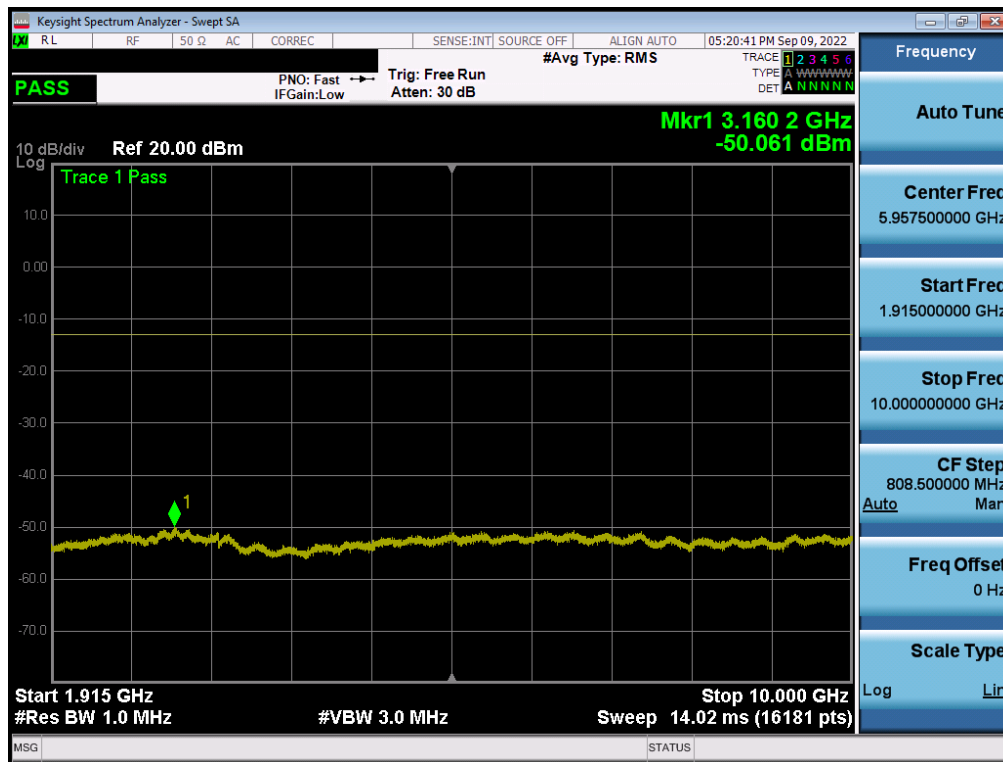 Keysight Spectrum Analyzer - Swept SA
LXI RL RF 50 Ω AC CORREC SENSE:INT SOURCE OFF ALIGN AUTO 05:20:41 PM Sep 09, 2022
#Avg Type: RMS
TRACE 1 2 3 4 5 6
PNO: Fast Trig: Free Run
TYPE A WWWWW
PASS
IFGain:Low Atten: 30 dB
DET A N N N N N
Mkr1 3.160 2 GHz
-50.061 dBm
10 dB/div Ref 20.00 dBm
Log
Trace 1 Pass
10.0
0.00
-10.0
-20.0
-30.0
-40.0
1
-50.0
-60.0
-70.0
Start 1.915 GHz Stop 10.000 GHz
#Res BW 1.0 MHz #VBW 3.0 MHz Sweep 14.02 ms (16181 pts)
MSG STATUS
Frequency
Auto Tune
Center Freq
5.957500000 GHz
Start Freq
1.915000000 GHz
Stop Freq
10.000000000 GHz
CF Step
808.500000 MHz
Auto Man
Freq Offset
0 Hz
Scale Type
Log Lin